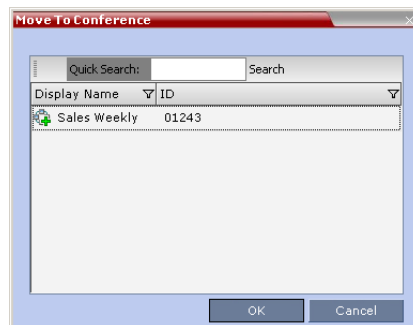 Move To Conference
Quick Search: Search
Display Name ID
Sales Weekly 01243
OK Cancel